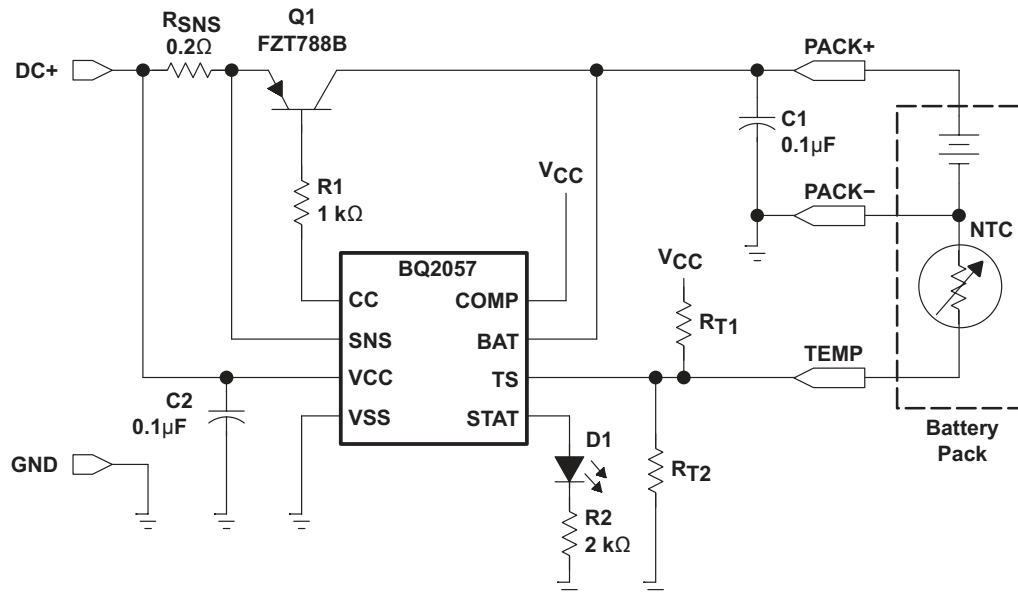 RSNS
0.2Ω
Q1
FZT788B
DC+
PACK+
C1
0.1μF
VCC
R1
1 kΩ
PACK−
NTC
BQ2057
VCC
CC
COMP
RT1
SNS
BAT
TEMP
VCC
TS
C2
0.1μF
VSS
STAT
D1
Battery
Pack
GND
RT2
R2
2 kΩ